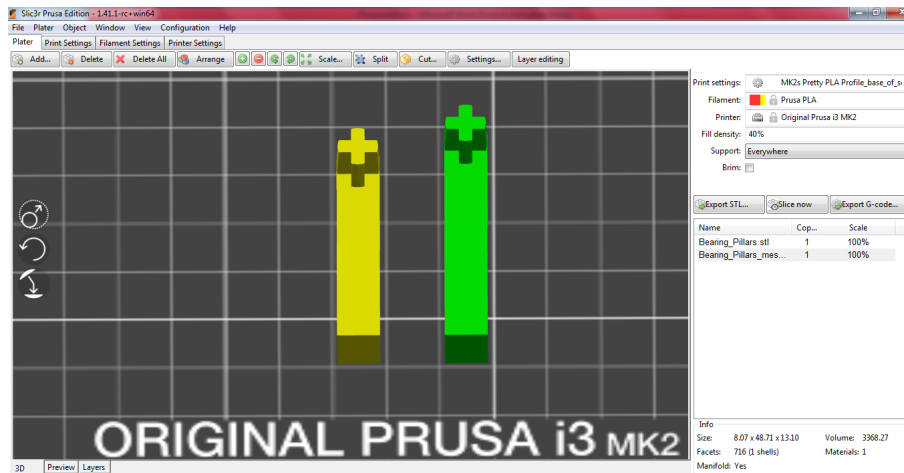 Slic3r Prusa Edition - 1.41.1-rc+win64
File Plater Object Window View Configuration Help
Plater Print Settings Filament Settings Printer Settings
Add... Delete Delete All Arrange Scale... Split Cut... Settings... Layer editing
Print settings: MK2s Pretty PLA Profile_base_of_s
Filament: Prusa PLA
Printer: Original Prusa i3 MK2
Fill density: 40%
Support: Everywhere
Brim:
Export STL... Slice now Export G-code...
Name Cop... Scale
Bearing_Pillars.stl 1 100%
Bearing_Pillars_mes... 1 100%
ORIGINAL PRUSA i3 MK2
Info
Size: 8.07 x 48.71 x 13.10 Volume: 3368.27
Facets: 716 (1 shells) Materials: 1
Manifold: Yes
3D Preview Layers